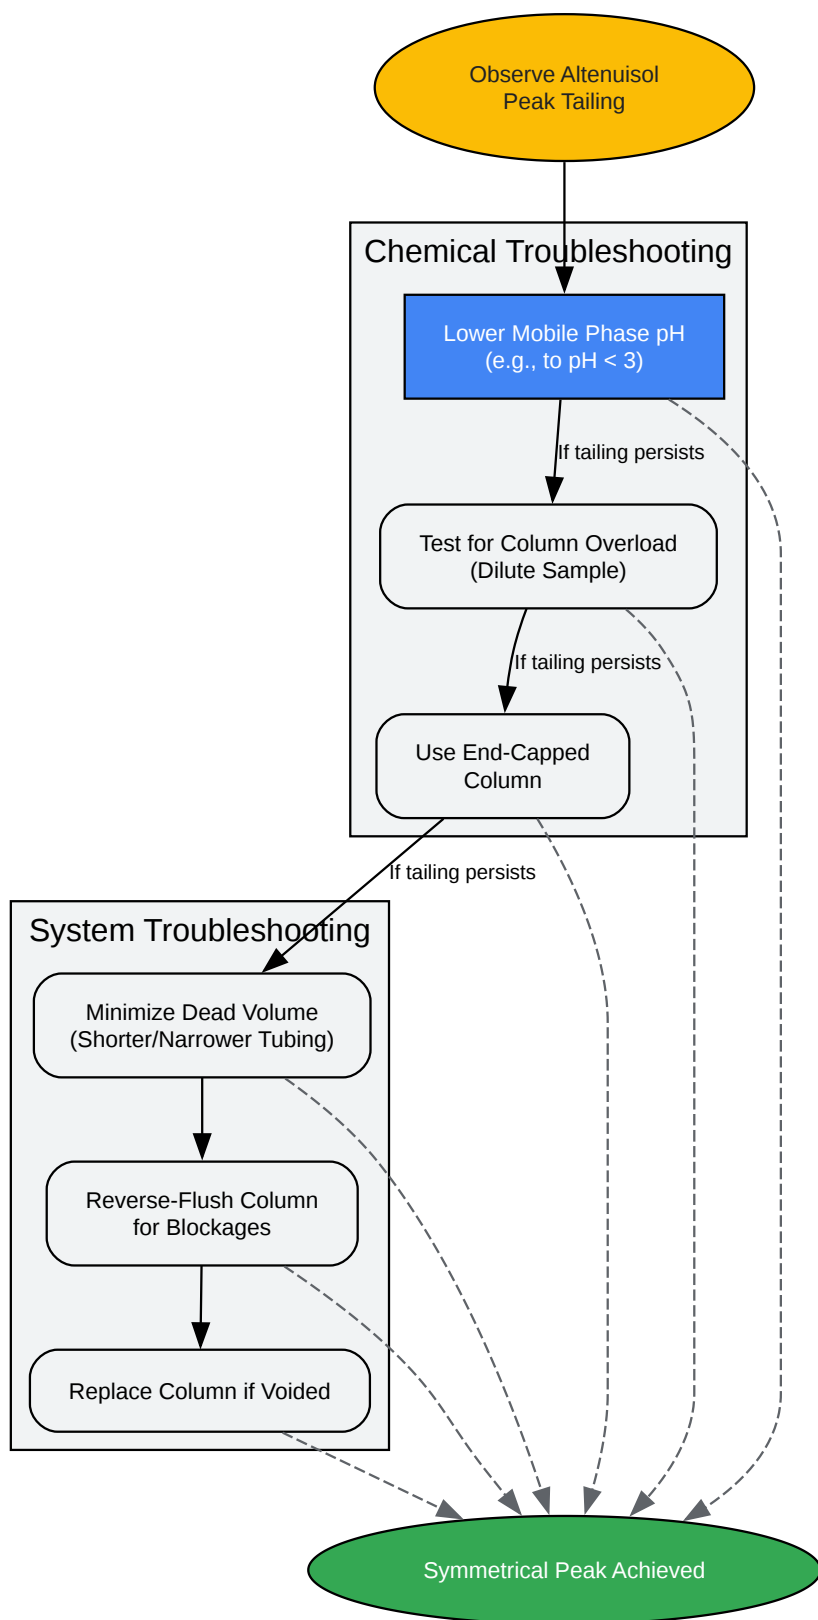 Observe Altenuisol
Peak Tailing
Chemical Troubleshooting
Lower Mobile Phase pH
(e.g., to pH < 3)
If tailing persists
Test for Column Overload
(Dilute Sample)
If tailing persists
Use End-Capped
Column
If tailing persists
System Troubleshooting
Minimize Dead Volume
(Shorter/Narrower Tubing)
Reverse-Flush Column
for Blockages
Replace Column if Voided
Symmetrical Peak Achieved